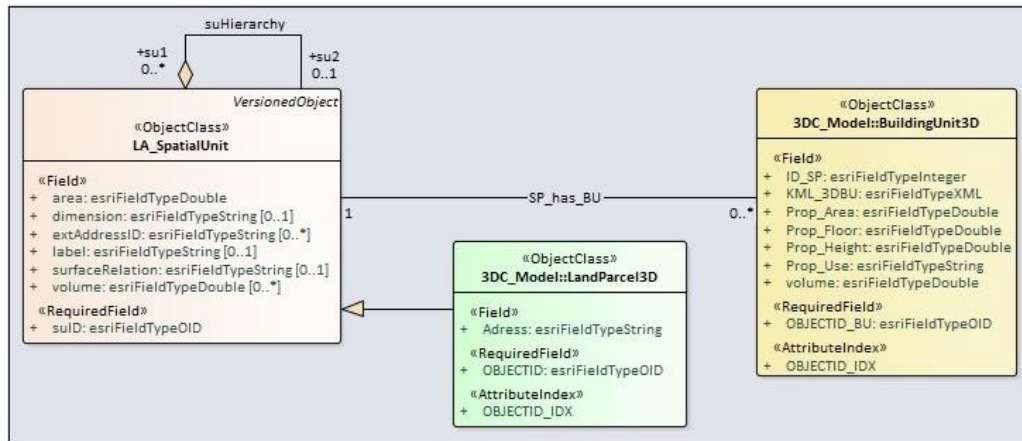 suHierarchy
+su1
0..*
+su2
0..1
VersionedObject
«ObjectClass»
LA_SpatialUnit
«Field»
+ area: esriFieldTypeDouble
+ dimension: esriFieldTypeString [0..1]
+ extAddressID: esriFieldTypeString [0..*]
+ label: esriFieldTypeString [0..1]
+ surfaceRelation: esriFieldTypeString [0..1]
+ volume: esriFieldTypeDouble [0..*]
«RequiredField»
+ suID: esriFieldTypeOID
1
SP_has_BU
0..*
«ObjectClass»
3DC_Model::LandParcel3D
«Field»
+ Adress: esriFieldTypeString
«RequiredField»
+ OBJECTID: esriFieldTypeOID
«AttributeIndex»
+ OBJECTID_IDX
«ObjectClass»
3DC_Model::BuildingUnit3D
«Field»
+ ID_SP: esriFieldTypeInteger
+ KML_3DBU: esriFieldTypeXML
+ Prop_Area: esriFieldTypeDouble
+ Prop_Floor: esriFieldTypeDouble
+ Prop_Height: esriFieldTypeDouble
+ Prop_Use: esriFieldTypeString
+ volume: esriFieldTypeDouble
«RequiredField»
+ OBJECTID_BU: esriFieldTypeOID
«AttributeIndex»
+ OBJECTID_IDX